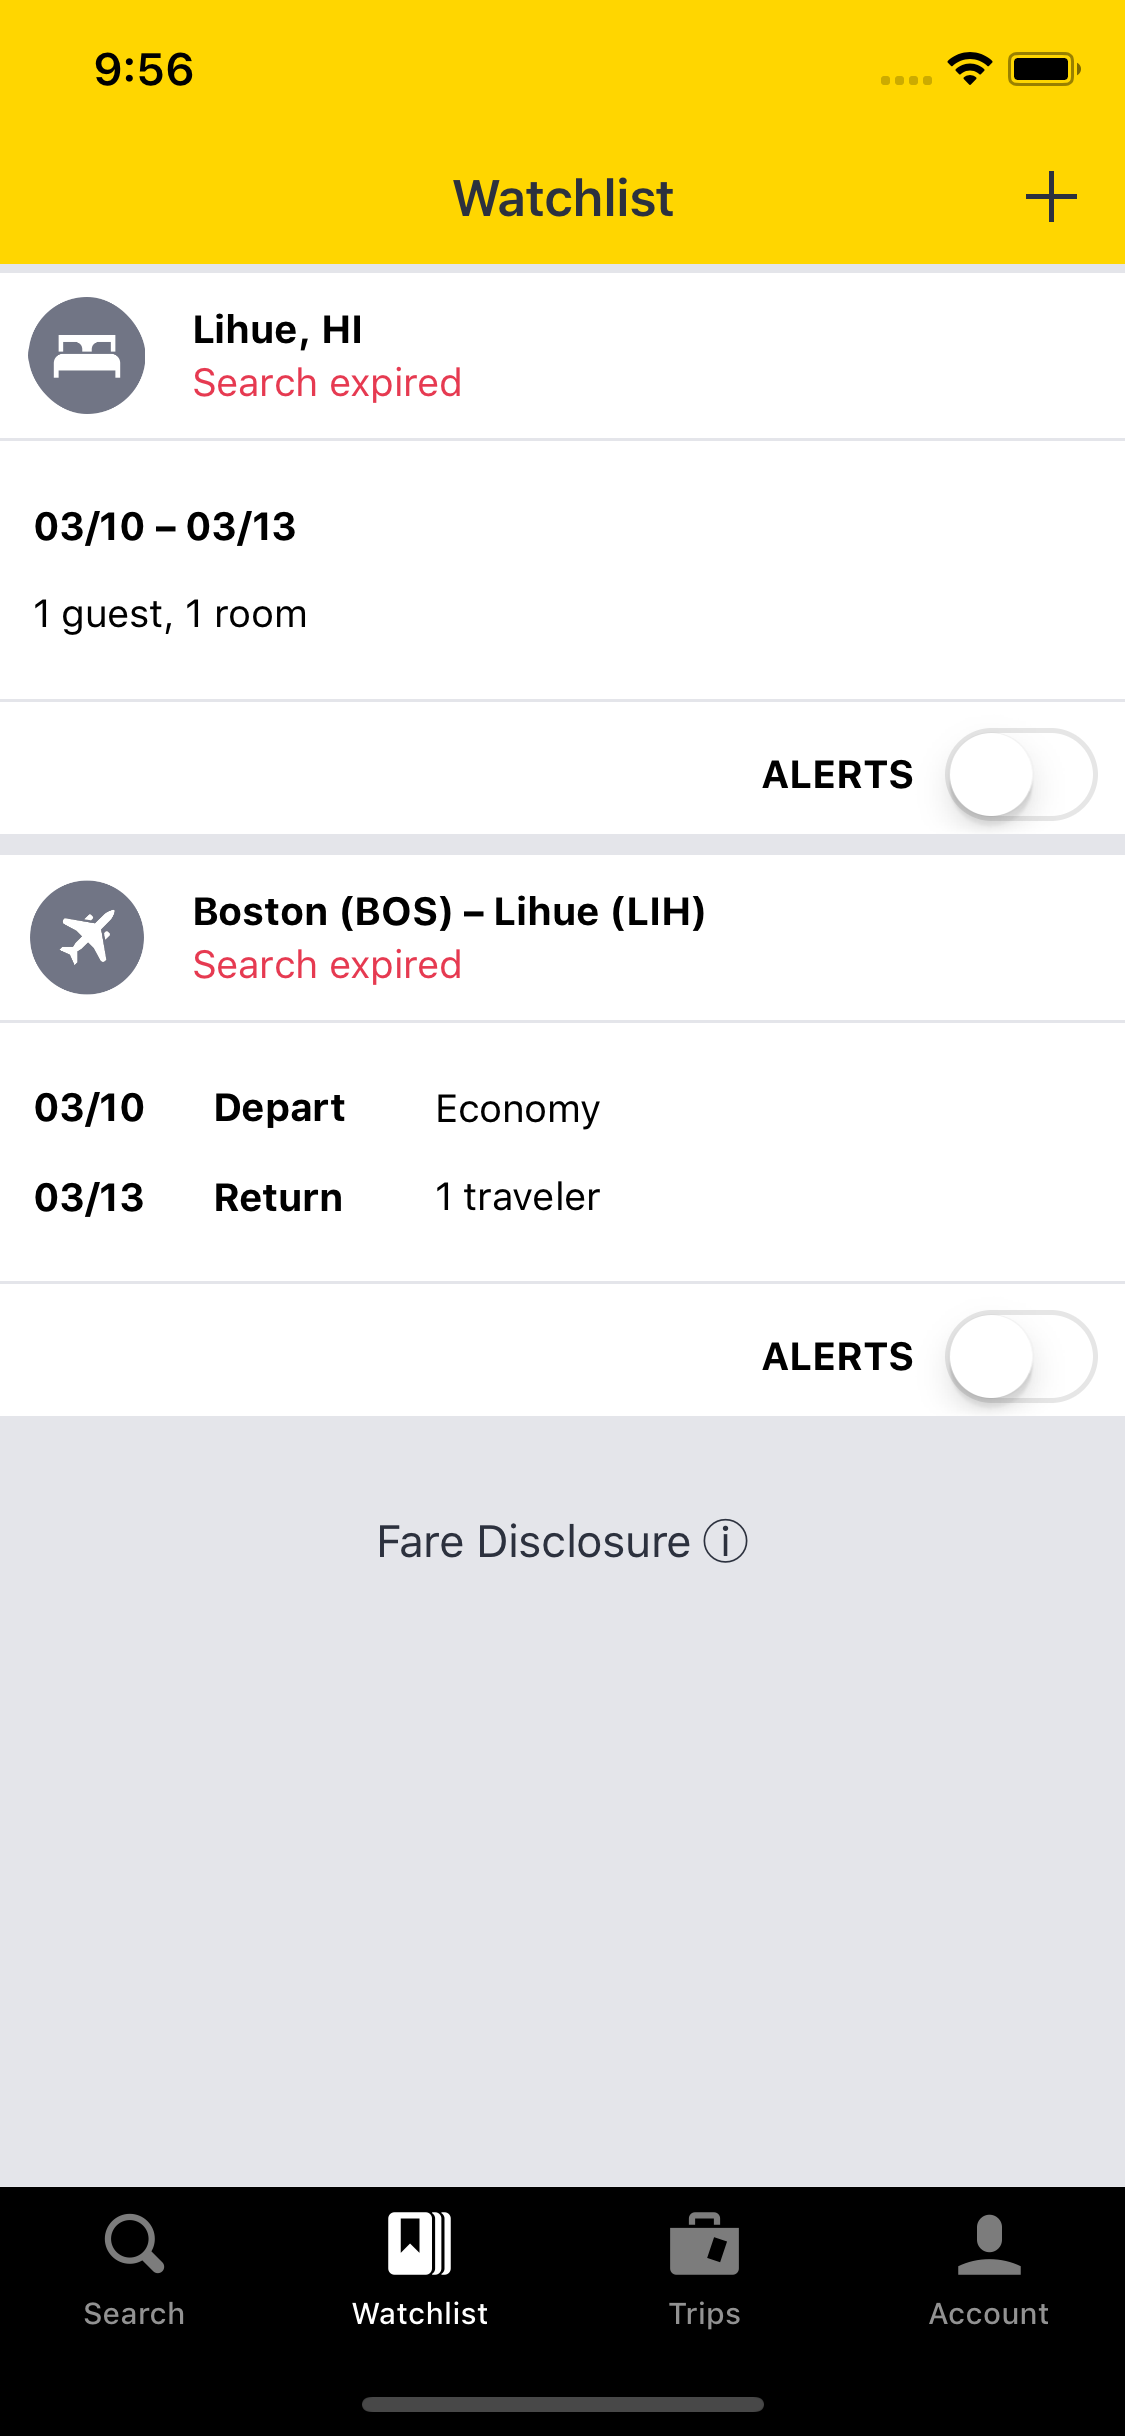 9:56
Watchlist
Lihue, HI
Search expired
03/10 – 03/13
1 guest, 1 room
ALERTS
Boston (BOS) – Lihue (LIH)
Search expired
03/10 Depart Economy
03/13 Return 1 traveler
ALERTS
Fare Disclosure ⓘ
Search Watchlist Trips Account